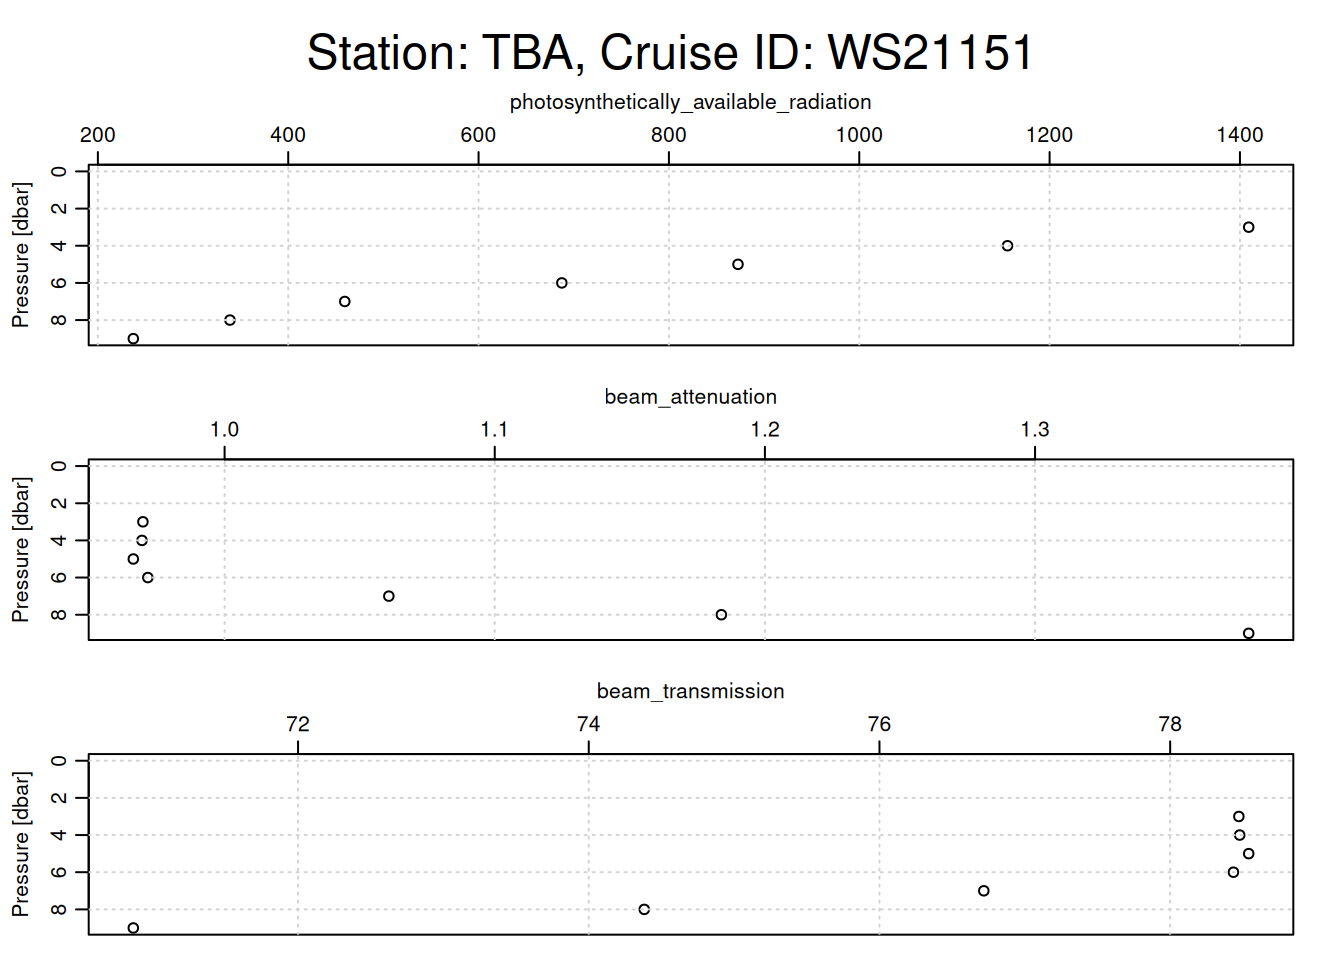 Station: TBA, Cruise ID: WS21151
photosynthetically_available_radiation
200 400 600 800 1000 1200 1400
Pressure [dbar]
0
2
4
6
8
beam_attenuation
1.0 1.1 1.2 1.3
Pressure [dbar]
0
2
4
6
8
beam_transmission
72 74 76 78
Pressure [dbar]
0
2
4
6
8